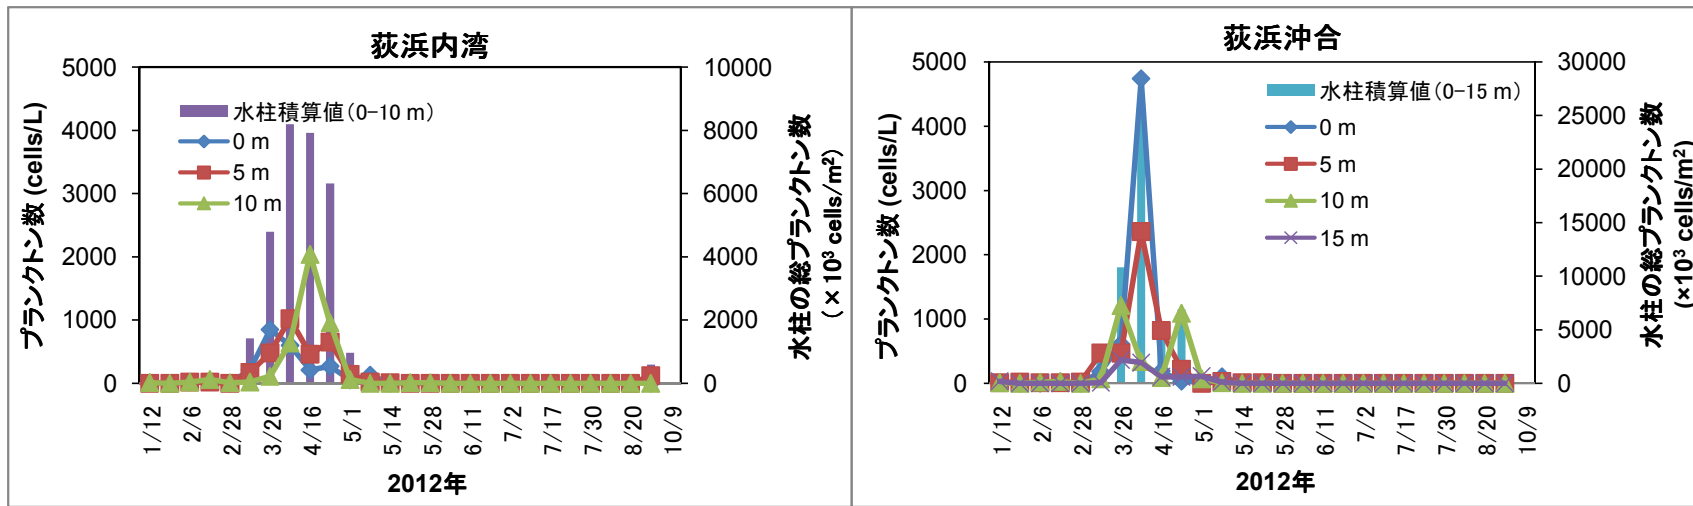 荻浜内湾
プランクトン数 (cells/L)
5000
4000
3000
2000
1000
0
水柱積算値(0-10 m)
0 m
5 m
10 m
10000
8000
6000
4000
2000
0
水柱の総プランクトン数
(×10³ cells/m²)
1/12
2/6
2/28
3/26
4/16
5/1
5/14
5/28
6/11
7/2
7/17
7/30
8/20
10/9
2012年
荻浜沖合
プランクトン数 (cells/L)
5000
4000
3000
2000
1000
0
水柱積算値(0-15 m)
0 m
5 m
10 m
15 m
30000
25000
20000
15000
10000
5000
0
水柱の総プランクトン数
(×10³ cells/m²)
1/12
2/6
2/28
3/26
4/16
5/1
5/14
5/28
6/11
7/2
7/17
7/30
8/20
10/9
2012年